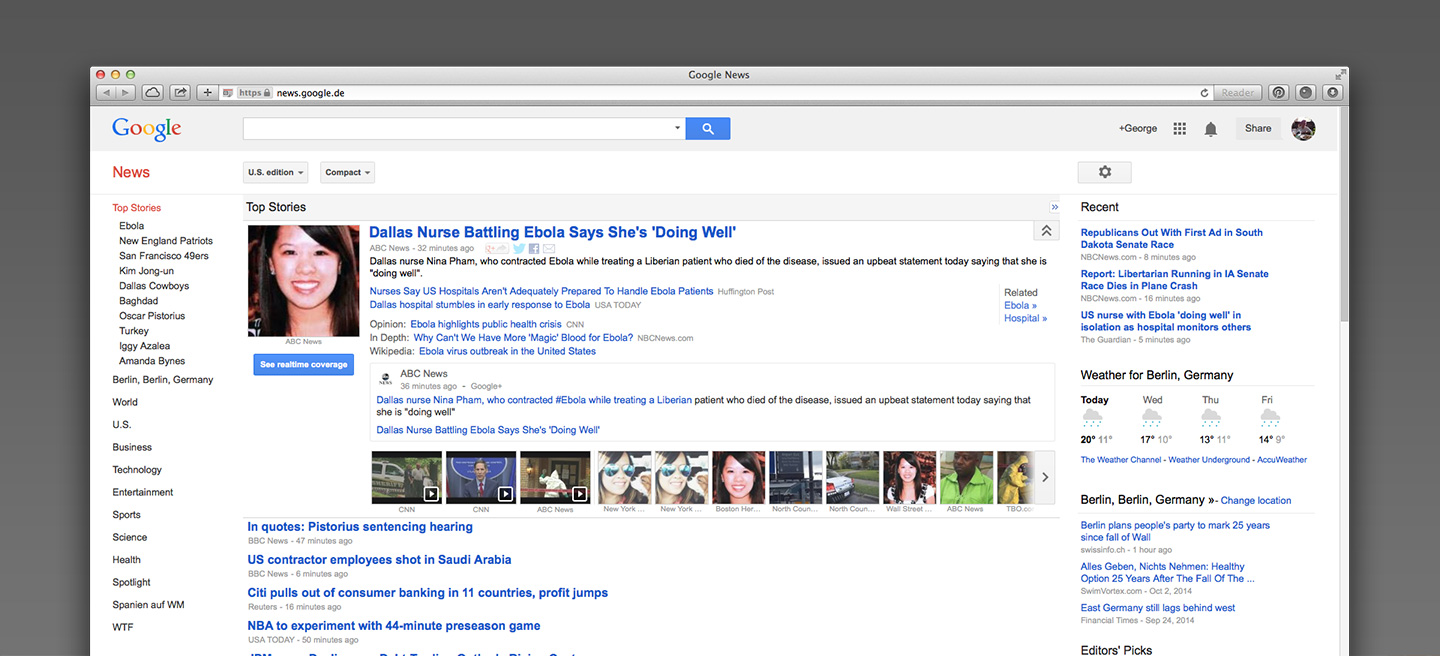 Google News
https news.google.de
Reader
Google
+George
Share
News
U.S. edition
Compact
Top Stories
Ebola
New England Patriots
San Francisco 49ers
Kim Jong-un
Dallas Cowboys
Baghdad
Oscar Pistorius
Turkey
Iggy Azalea
Amanda Bynes
Berlin, Berlin, Germany
World
U.S.
Business
Technology
Entertainment
Sports
Science
Health
Spotlight
Spanien auf WM
WTF
Top Stories
»
ABC News
See realtime coverage
Dallas Nurse Battling Ebola Says She's 'Doing Well'
ABC News - 32 minutes ago
Dallas nurse Nina Pham, who contracted Ebola while treating a Liberian patient who died of the disease, issued an upbeat statement today saying that she is
"doing well".
Nurses Say US Hospitals Aren't Adequately Prepared To Handle Ebola Patients Huffington Post
Dallas hospital stumbles in early response to Ebola USA TODAY
Related
Ebola »
Hospital »
Opinion: Ebola highlights public health crisis CNN
In Depth: Why Can't We Have More 'Magic' Blood for Ebola? NBCNews.com
Wikipedia: Ebola virus outbreak in the United States
ABC News
36 minutes ago - Google+
Dallas nurse Nina Pham, who contracted #Ebola while treating a Liberian patient who died of the disease, issued an upbeat statement today saying that
she is "doing well"
Dallas Nurse Battling Ebola Says She's 'Doing Well'
CNN
CNN
ABC News
New York ...
New York ...
Boston Her...
North Coun...
North Coun...
Wall Street ...
ABC News
TBO.co
In quotes: Pistorius sentencing hearing
BBC News - 47 minutes ago
US contractor employees shot in Saudi Arabia
BBC News - 6 minutes ago
Citi pulls out of consumer banking in 11 countries, profit jumps
Reuters - 16 minutes ago
NBA to experiment with 44-minute preseason game
USA TODAY - 50 minutes ago
Recent
Republicans Out With First Ad in South
Dakota Senate Race
NBCNews.com - 8 minutes ago
Report: Libertarian Running in IA Senate
Race Dies in Plane Crash
NBCNews.com - 16 minutes ago
US nurse with Ebola 'doing well' in
isolation as hospital monitors others
The Guardian - 5 minutes ago
Weather for Berlin, Germany
Today Wed Thu Fri
20° 11° 17° 10° 13° 11° 14° 9°
The Weather Channel - Weather Underground - AccuWeather
Berlin, Berlin, Germany »- Change location
Berlin plans people's party to mark 25 years
since fall of Wall
swissinfo.ch - 1 hour ago
Alles Geben, Nichts Nehmen: Healthy
Option 25 Years After The Fall Of The ...
SwimVortex.com - Oct 2, 2014
East Germany still lags behind west
Financial Times - Sep 24, 2014
Editors' Picks